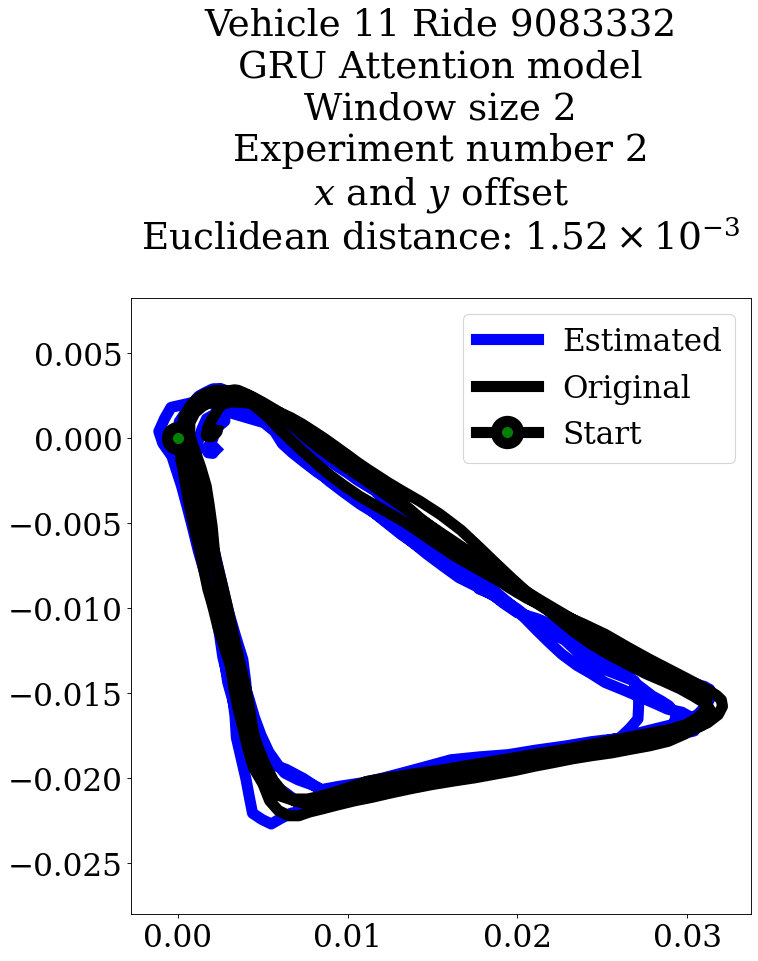 Vehicle 11 Ride 9083332
GRU Attention model
Window size 2
Experiment number 2
x and y offset
Euclidean distance: 1.52 × 10⁻³
Estimated
Original
Start
0.005
0.000
−0.005
−0.010
−0.015
−0.020
−0.025
0.00 0.01 0.02 0.03